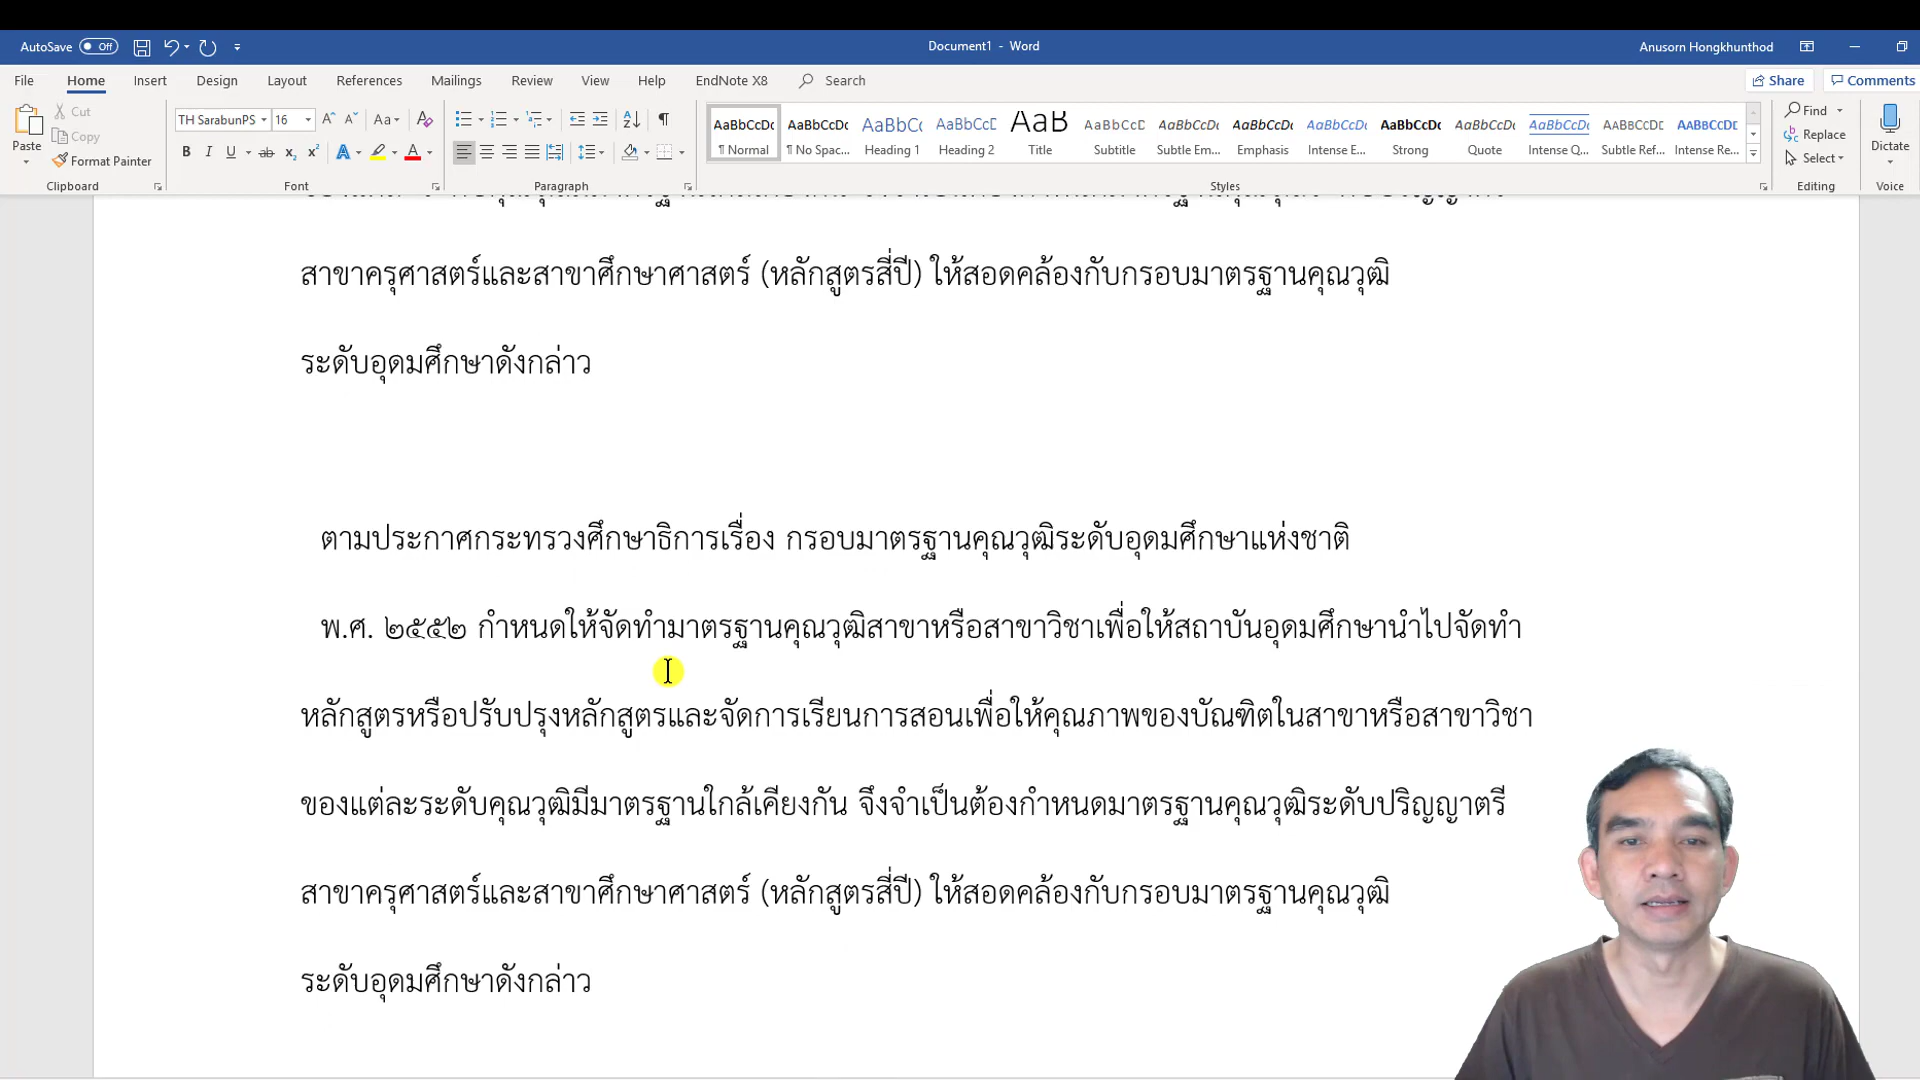 AutoSave Off
Document1 - Word
Anusorn Hongkhunthod
File Home Insert Design Layout References Mailings Review View Help EndNote X8 Search
Share Comments
Paste
Cut
Copy
Format Painter
Clipboard
TH SarabunPS 16
Font
Paragraph
AaBbCcDc AaBbCcDc AaBbCc AaBbCcD AaB AaBbCcD AaBbCcDc AaBbCcDc AaBbCcDc AaBbCcDc AaBbCcDc AaBbCcDc AaBbCcDd AaBbCcDd
¶ Normal ¶ No Spac... Heading 1 Heading 2 Title Subtitle Subtle Em... Emphasis Intense E... Strong Quote Intense Q... Subtle Ref... Intense Re...
Styles
Find
Replace
Select
Editing
Dictate
Voice
สาขาครุศาสตร์และสาขาศึกษาศาสตร์ (หลักสูตรสี่ปี) ให้สอดคล้องกับกรอบมาตรฐานคุณวุฒิ
ระดับอุดมศึกษาดังกล่าว
ตามประกาศกระทรวงศึกษาธิการเรื่อง กรอบมาตรฐานคุณวุฒิระดับอุดมศึกษาแห่งชาติ
พ.ศ. ๒๕๕๒ กำหนดให้จัดทำมาตรฐานคุณวุฒิสาขาหรือสาขาวิชาเพื่อให้สถาบันอุดมศึกษานำไปจัดทำ
หลักสูตรหรือปรับปรุงหลักสูตรและจัดการเรียนการสอนเพื่อให้คุณภาพของบัณฑิตในสาขาหรือสาขาวิชา
ของแต่ละระดับคุณวุฒิมีมาตรฐานใกล้เคียงกัน จึงจำเป็นต้องกำหนดมาตรฐานคุณวุฒิระดับปริญญาตรี
สาขาครุศาสตร์และสาขาศึกษาศาสตร์ (หลักสูตรสี่ปี) ให้สอดคล้องกับกรอบมาตรฐานคุณวุฒิ
ระดับอุดมศึกษาดังกล่าว